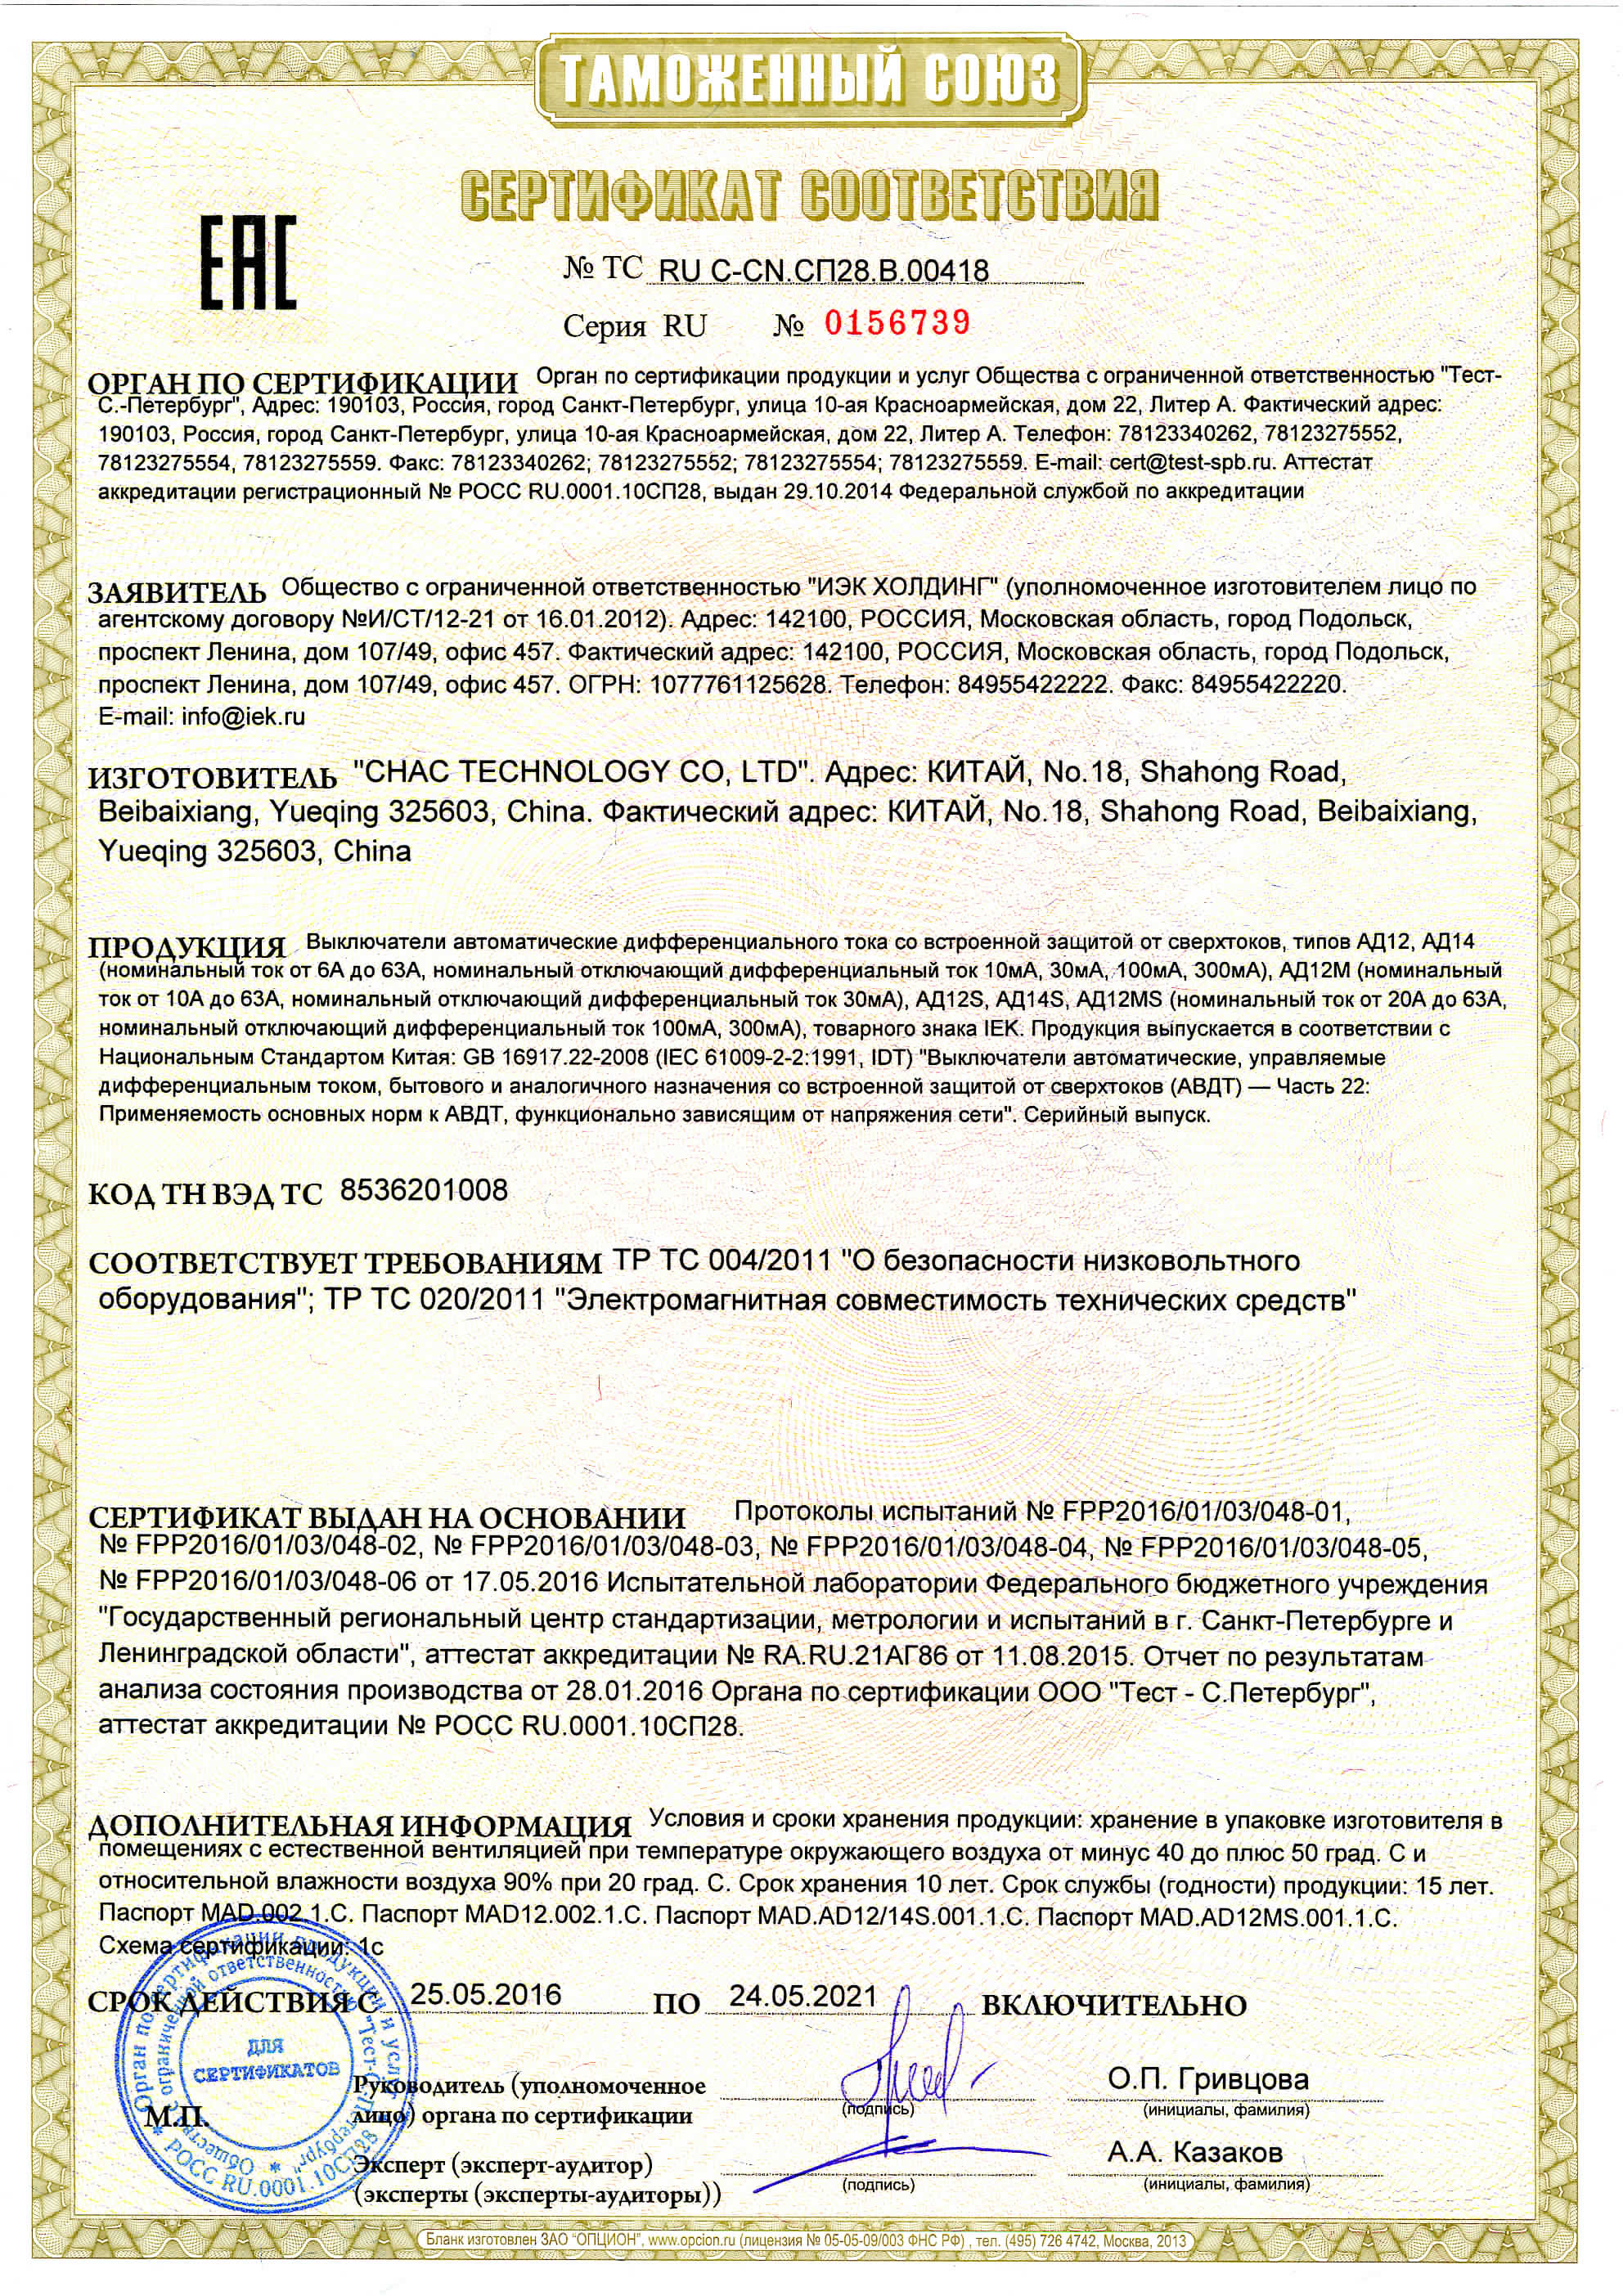 ТАМОЖЕННЫЙ СОЮЗ
СЕРТИФИКАТ СООТВЕТСТВИЯ
ЕАС
№ ТС RU C-CN.СП28.В.00418
Серия RU № 0156739
ОРГАН ПО СЕРТИФИКАЦИИ Орган по сертификации продукции и услуг Общества с ограниченной ответственностью "Тест-
С.-Петербург", Адрес: 190103, Россия, город Санкт-Петербург, улица 10-ая Красноармейская, дом 22, Литер А. Фактический адрес:
190103, Россия, город Санкт-Петербург, улица 10-ая Красноармейская, дом 22, Литер А. Телефон: 78123340262, 78123275552,
78123275554, 78123275559. Факс: 78123340262; 78123275552; 78123275554; 78123275559. E-mail: cert@test-spb.ru. Аттестат
аккредитации регистрационный № РОСС RU.0001.10СП28, выдан 29.10.2014 Федеральной службой по аккредитации
ЗАЯВИТЕЛЬ Общество с ограниченной ответственностью "ИЭК ХОЛДИНГ" (уполномоченное изготовителем лицо по
агентскому договору №И/СТ/12-21 от 16.01.2012). Адрес: 142100, РОССИЯ, Московская область, город Подольск,
проспект Ленина, дом 107/49, офис 457. Фактический адрес: 142100, РОССИЯ, Московская область, город Подольск,
проспект Ленина, дом 107/49, офис 457. ОГРН: 1077761125628. Телефон: 84955422222. Факс: 84955422220.
E-mail: info@iek.ru
ИЗГОТОВИТЕЛЬ "CHAC TECHNOLOGY CO, LTD". Адрес: КИТАЙ, No.18, Shahong Road,
Beibaixiang, Yueqing 325603, China. Фактический адрес: КИТАЙ, No.18, Shahong Road, Beibaixiang,
Yueqing 325603, China
ПРОДУКЦИЯ Выключатели автоматические дифференциального тока со встроенной защитой от сверхтоков, типов АД12, АД14
(номинальный ток от 6А до 63А, номинальный отключающий дифференциальный ток 10мА, 30мА, 100мА, 300мА), АД12М (номинальный
ток от 10А до 63А, номинальный отключающий дифференциальный ток 30мА), АД12S, АД14S, АД12MS (номинальный ток от 20А до 63А,
номинальный отключающий дифференциальный ток 100мА, 300мА), товарного знака IEK. Продукция выпускается в соответствии с
Национальным Стандартом Китая: GB 16917.22-2008 (IEC 61009-2-2:1991, IDT) "Выключатели автоматические, управляемые
дифференциальным током, бытового и аналогичного назначения со встроенной защитой от сверхтоков (АВДТ) — Часть 22:
Применяемость основных норм к АВДТ, функционально зависящим от напряжения сети". Серийный выпуск.
КОД ТН ВЭД ТС 8536201008
СООТВЕТСТВУЕТ ТРЕБОВАНИЯМ ТР ТС 004/2011 "О безопасности низковольтного
оборудования"; ТР ТС 020/2011 "Электромагнитная совместимость технических средств"
СЕРТИФИКАТ ВЫДАН НА ОСНОВАНИИ Протоколы испытаний № FPP2016/01/03/048-01,
№ FPP2016/01/03/048-02, № FPP2016/01/03/048-03, № FPP2016/01/03/048-04, № FPP2016/01/03/048-05,
№ FPP2016/01/03/048-06 от 17.05.2016 Испытательной лаборатории Федерального бюджетного учреждения
"Государственный региональный центр стандартизации, метрологии и испытаний в г. Санкт-Петербурге и
Ленинградской области", аттестат аккредитации № RA.RU.21АГ86 от 11.08.2015. Отчет по результатам
анализа состояния производства от 28.01.2016 Органа по сертификации ООО "Тест - С.Петербург",
аттестат аккредитации № РОСС RU.0001.10СП28.
ДОПОЛНИТЕЛЬНАЯ ИНФОРМАЦИЯ Условия и сроки хранения продукции: хранение в упаковке изготовителя в
помещениях с естественной вентиляцией при температуре окружающего воздуха от минус 40 до плюс 50 град. С и
относительной влажности воздуха 90% при 20 град. С. Срок хранения 10 лет. Срок службы (годности) продукции: 15 лет.
Паспорт MAD.002.1.C. Паспорт MAD12.002.1.C. Паспорт MAD.AD12/14S.001.1.C. Паспорт MAD.AD12MS.001.1.C.
Схема сертификации: 1с
СРОК ДЕЙСТВИЯ С 25.05.2016 ПО 24.05.2021 ВКЛЮЧИТЕЛЬНО
Орган по сертификации продукции и услуг
Общество с ограниченной ответственностью "Тест-С.-Петербург"
РОСС RU.0001.10СП28
ДЛЯ
СЕРТИФИКАТОВ
М.П.
Руководитель (уполномоченное
лицо) органа по сертификации
(подпись)
О.П. Гривцова
(инициалы, фамилия)
Эксперт (эксперт-аудитор)
(эксперты (эксперты-аудиторы))
(подпись)
А.А. Казаков
(инициалы, фамилия)
Бланк изготовлен ЗАО "ОПЦИОН", www.opcion.ru (лицензия № 05-05-09/003 ФНС РФ) , тел. (495) 726 4742, Москва, 2013